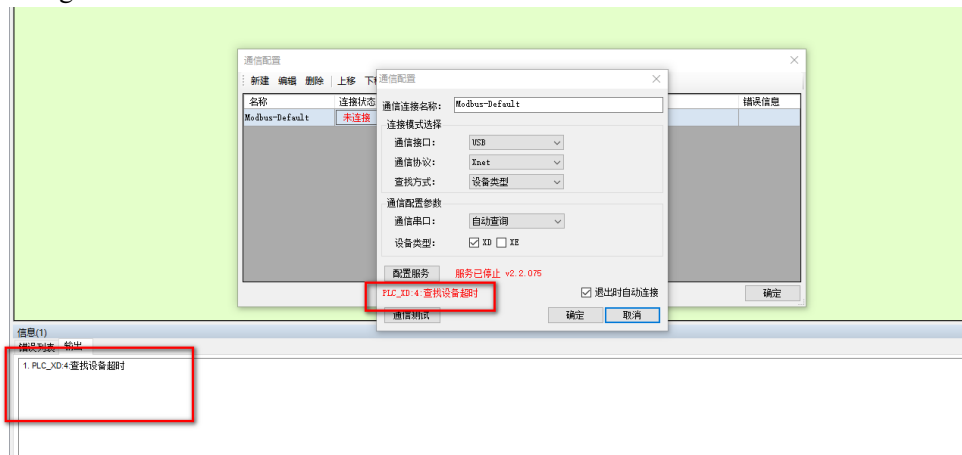 通信配置
新建 编辑 删除 上移
名称 连接状态 错误信息
Modbus-Default 未连接
确定
通信配置
通信连接名称: Modbus-Default
连接模式选择
通信接口: USB
通信协议: Xnet
查找方式: 设备类型
通信配置参数
通信串口: 自动查询
设备类型: XD XE
配置服务 服务已停止 v2.2.075
PLC_XD:4:查找设备超时 退出时自动连接
通信测试 确定 取消
信息(1)
错误列表 输出
1. PLC_XD:4:查找设备超时